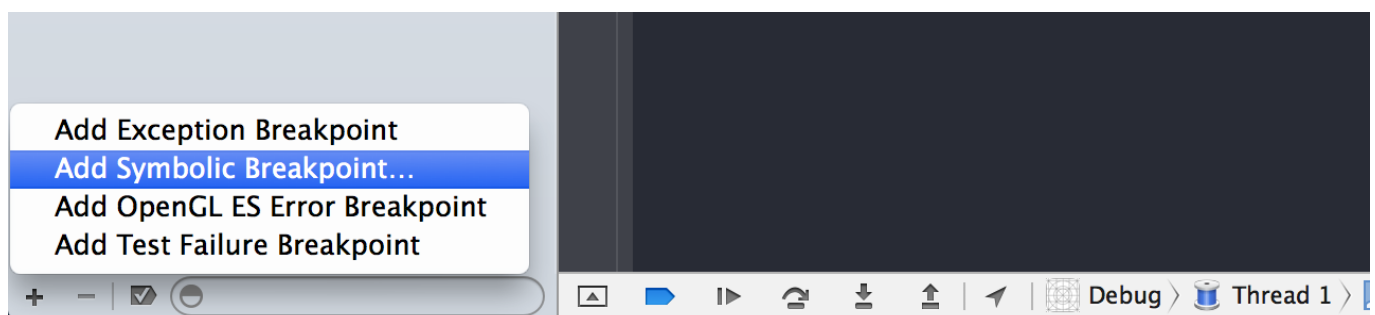 Add Exception Breakpoint
Add Symbolic Breakpoint...
Add OpenGL ES Error Breakpoint
Add Test Failure Breakpoint
Debug
Thread 1